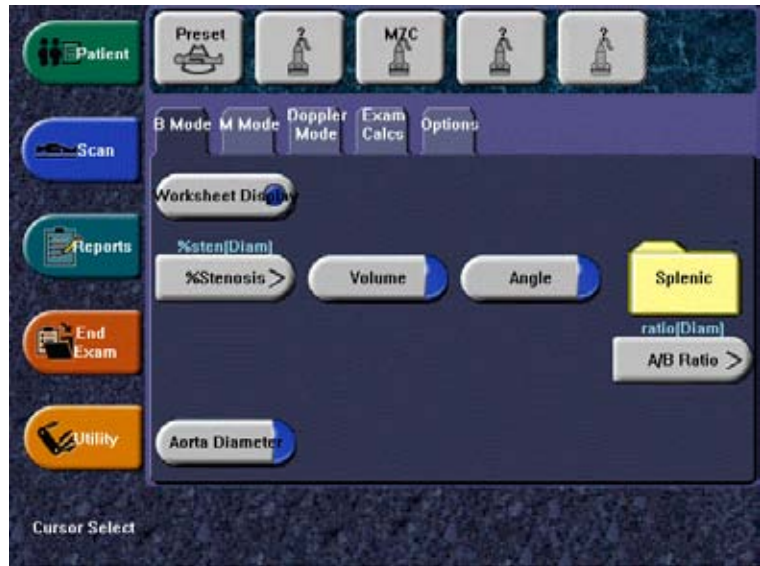 Patient
Preset
?
MZC
?
?
B Mode
M Mode
Doppler
Mode
Exam
Calcs
Options
Scan
Worksheet Display
Reports
%sten[Diam]
%Stenosis >
Volume
Angle
Splenic
ratio[Diam]
A/B Ratio >
End
Exam
Utility
Aorta Diameter
Cursor Select